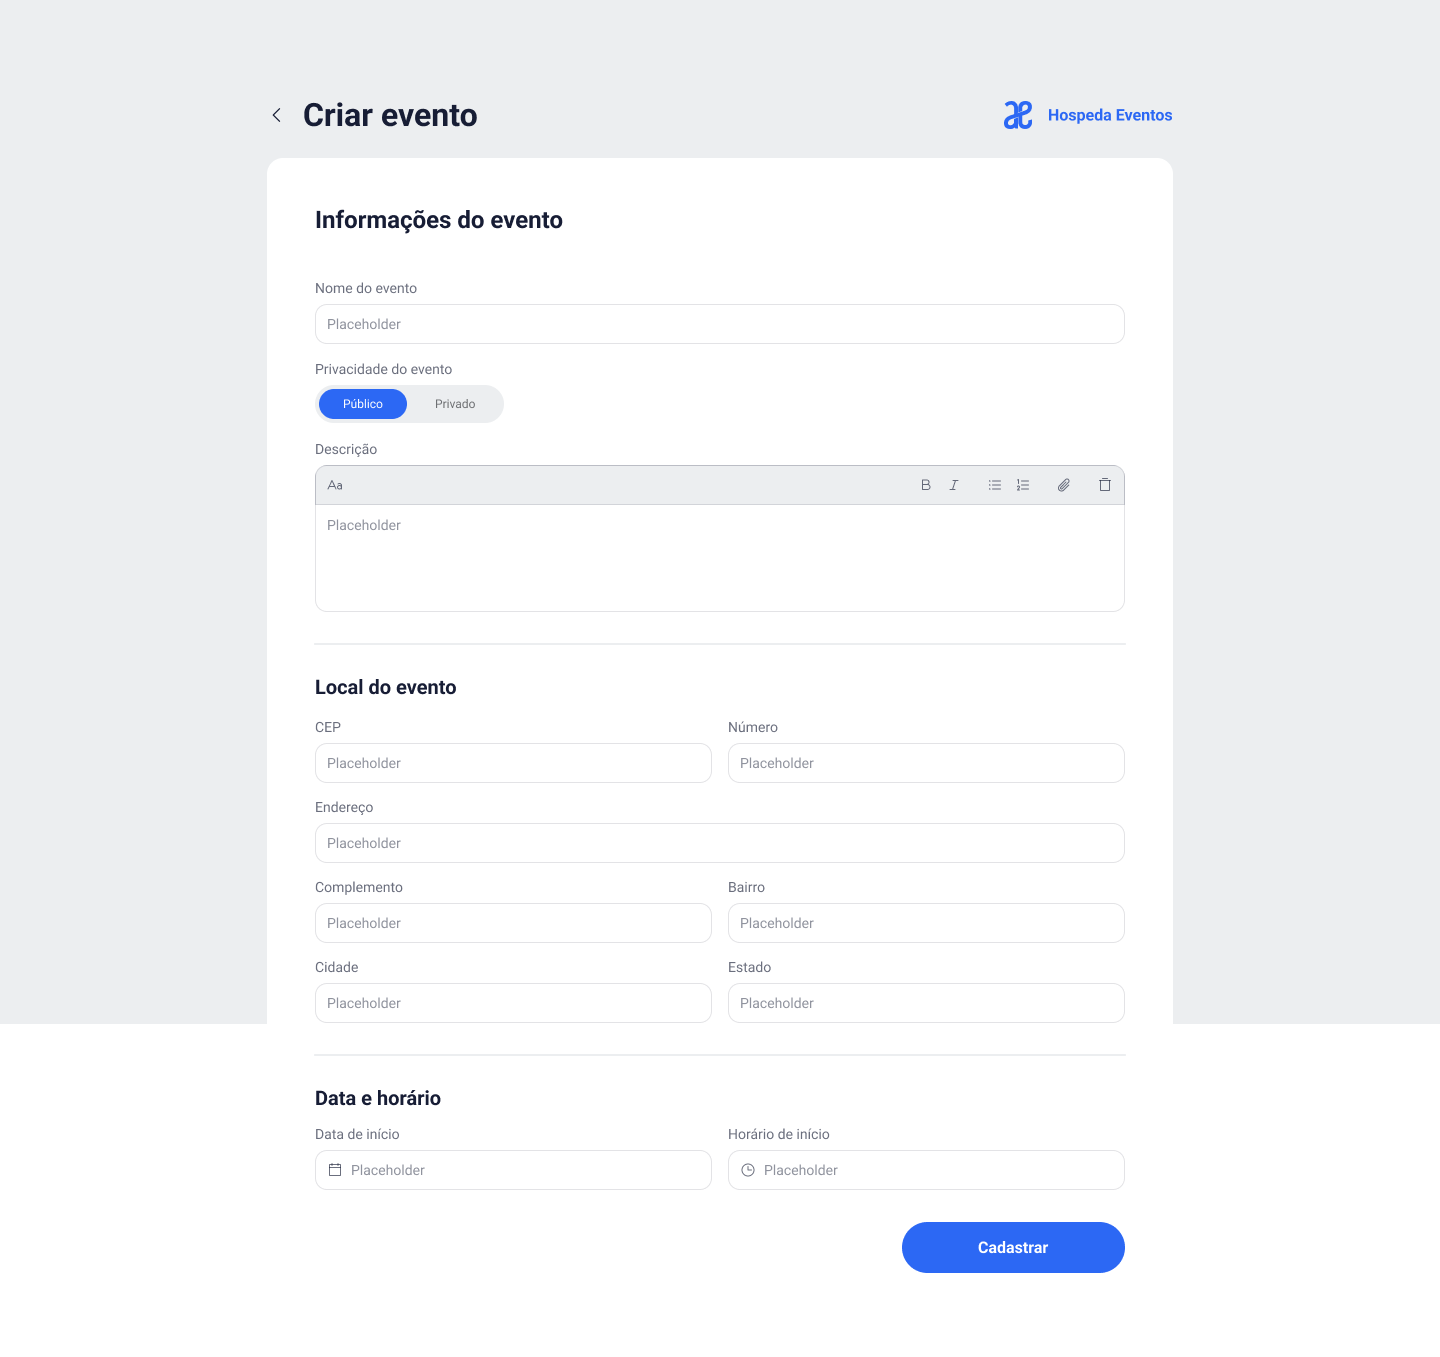 Criar evento
Hospeda Eventos
Informações do evento
Nome do evento
Placeholder
Privacidade do evento
Público Privado
Descrição
Aa B I
Placeholder
Local do evento
CEP Número
Placeholder Placeholder
Endereço
Placeholder
Complemento Bairro
Placeholder Placeholder
Cidade Estado
Placeholder Placeholder
Data e horário
Data de início Horário de início
Placeholder Placeholder
Cadastrar